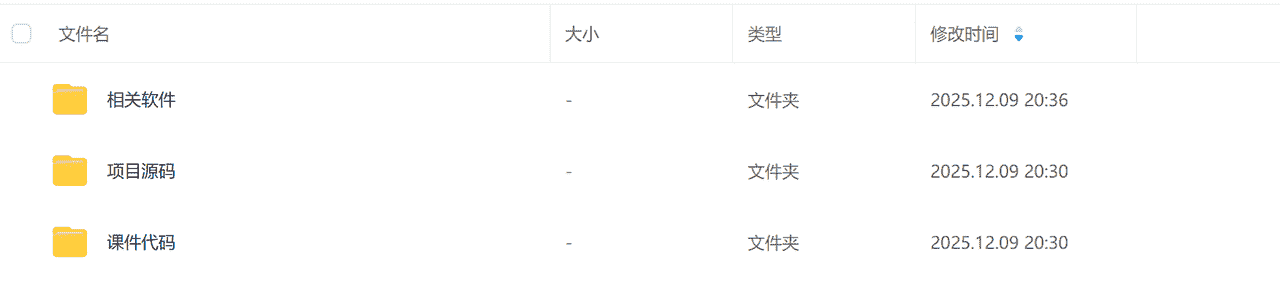 文件名 大小 类型 修改时间
相关软件 - 文件夹 2025.12.09 20:36
项目源码 - 文件夹 2025.12.09 20:30
课件代码 - 文件夹 2025.12.09 20:30